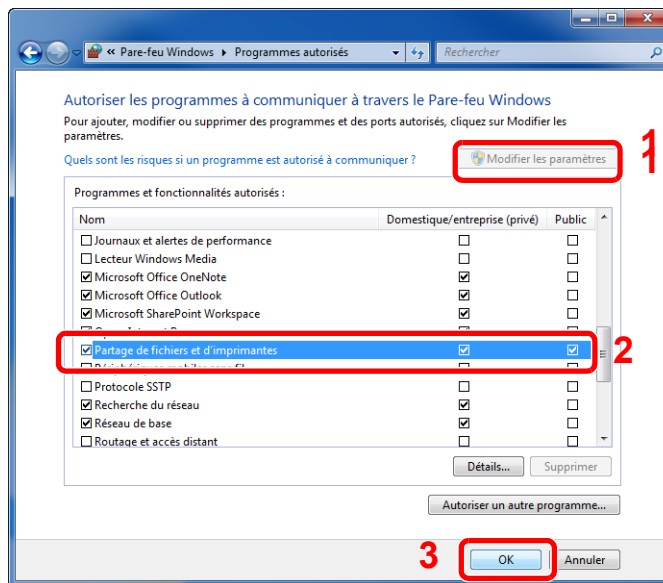 « Pare-feu Windows ▸ Programmes autorisés
Rechercher
Autoriser les programmes à communiquer à travers le Pare-feu Windows
Pour ajouter, modifier ou supprimer des programmes et des ports autorisés, cliquez sur Modifier les
paramètres.
1
1
Quels sont les risques si un programme est autorisé à communiquer ?
Modifier les paramètres
Programmes et fonctionnalités autorisés :
Nom Domestique/entreprise (privé) Public
Journaux et alertes de performance
Lecteur Windows Media
Microsoft Office OneNote
Microsoft Office Outlook
Microsoft SharePoint Workspace
Partage de fichiers et d'imprimantes
2
Protocole SSTP
Recherche du réseau
Réseau de base
Routage et accès distant
Détails... Supprimer
Autoriser un autre programme...
3
OK Annuler